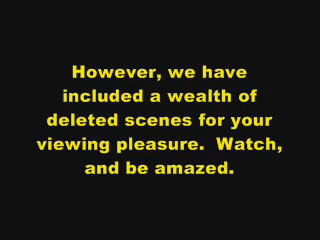 However, we have
included a wealth of
deleted scenes for your
viewing pleasure.  Watch,
and be amazed.